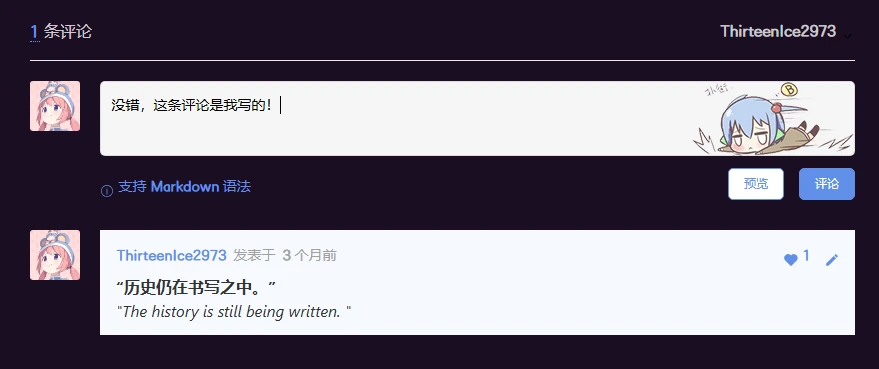 1 条评论
ThirteenIce2973
没错，这条评论是我写的！
B
支持 Markdown 语法
预览
评论
ThirteenIce2973 发表于 3 个月前
1
“历史仍在书写之中。”
"The history is still being written. "